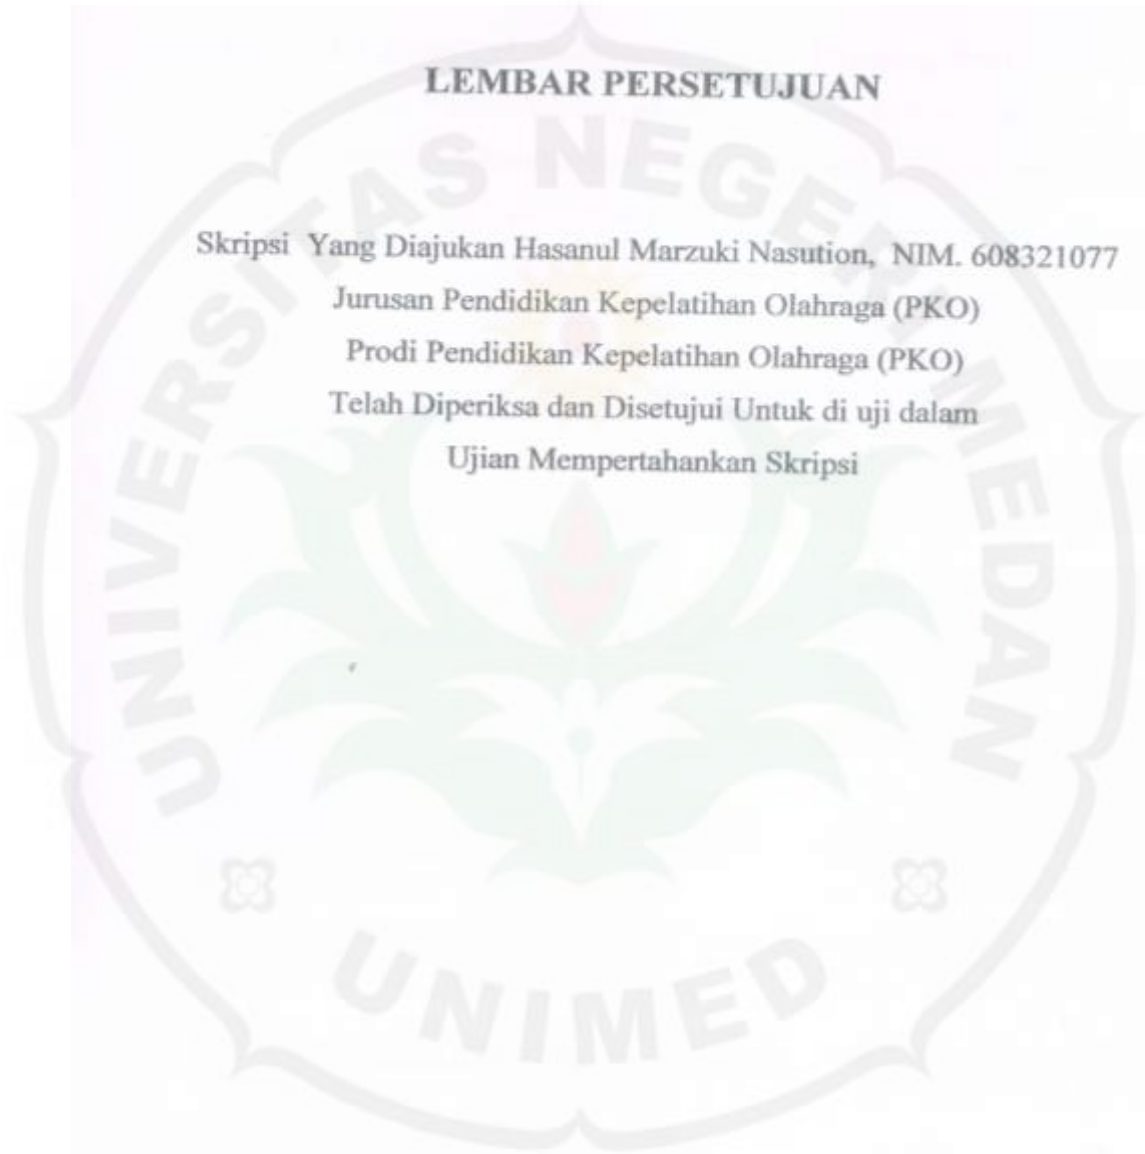 LEMBAR PERSETUJUAN
Skripsi Yang Diajukan Hasanul Marzuki Nasution, NIM. 608321077
Jurusan Pendidikan Kepelatihan Olahraga (PKO)
Prodi Pendidikan Kepelatihan Olahraga (PKO)
Telah Diperiksa dan Disetujui Untuk di uji dalam
Ujian Mempertahankan Skripsi
UNIVERSITAS NEGERI MEDAN
UNIMED